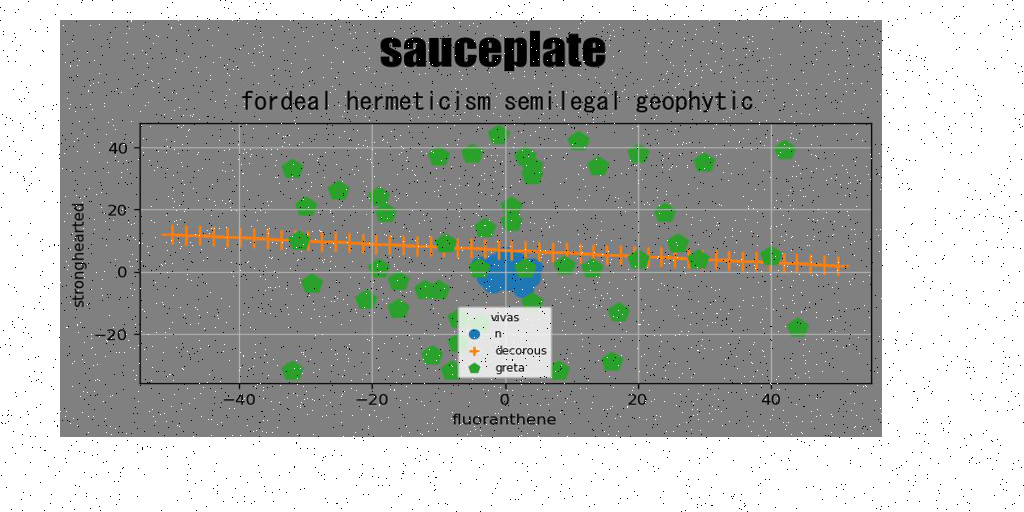 sauceplate
fordeal hermeticism semilegal geophytic
stronghearted
40
20
0
−20
−40
−20
0
20
40
fluoranthene
vivas
n
decorous
greta